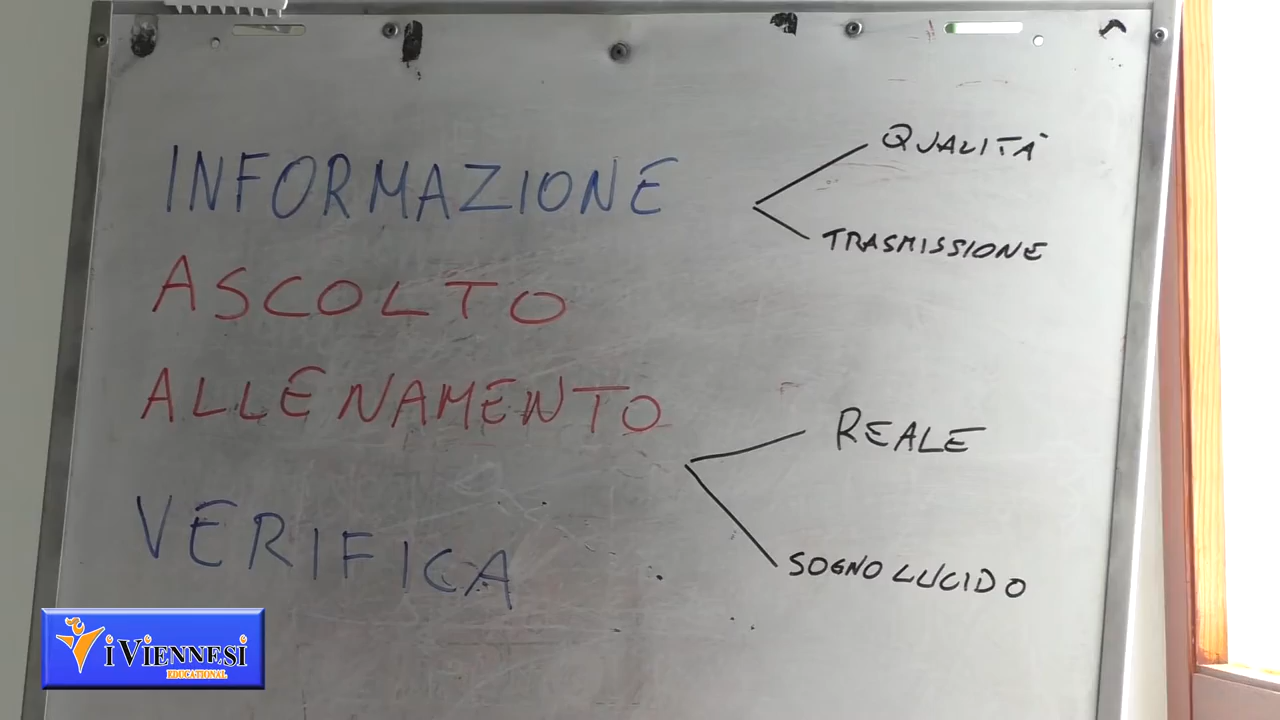 INFORMAZIONE
QUALITÀ
TRASMISSIONE
ASCOLTO
ALLENAMENTO
REALE
SOGNO LUCIDO
VERIFICA
iViennesi
EDUCATIONAL